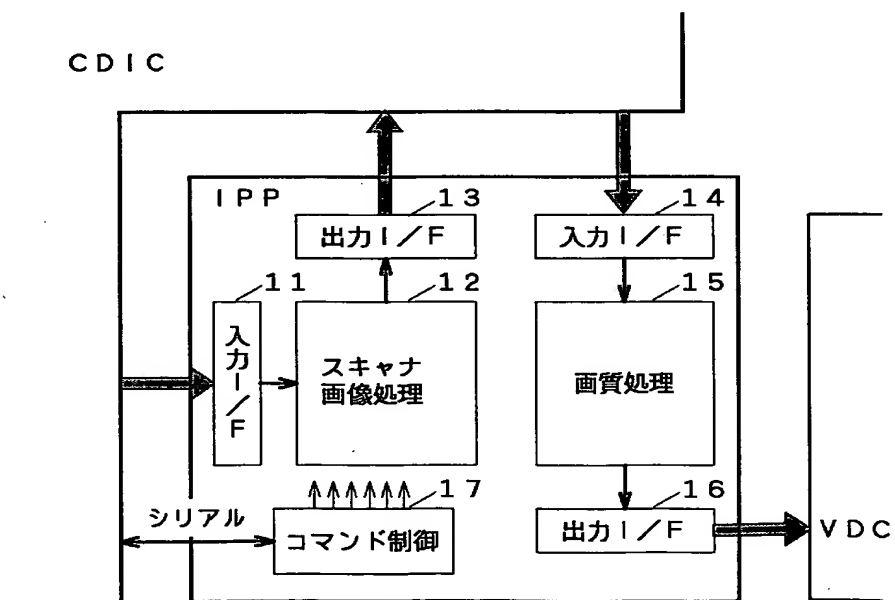 CDIC
IPP
13
出力I/F
14
入力I/F
11
入力I/F
12
スキャナ
画像処理
15
画質処理
17
コマンド制御
シリアル
16
出力I/F
VDC